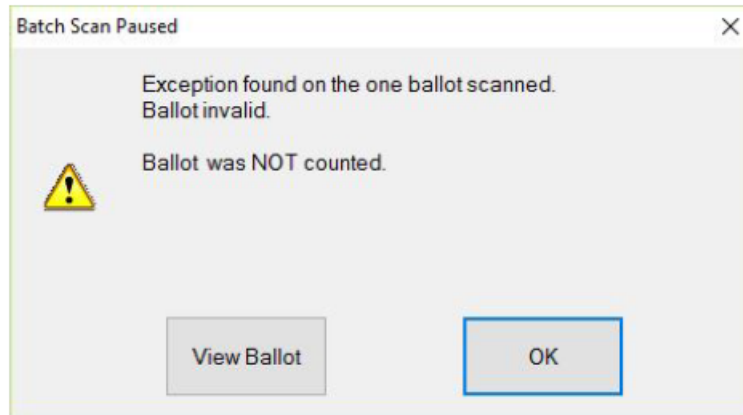 Batch Scan Paused
Exception found on the one ballot scanned.
Ballot invalid.
Ballot was NOT counted.
View Ballot
OK